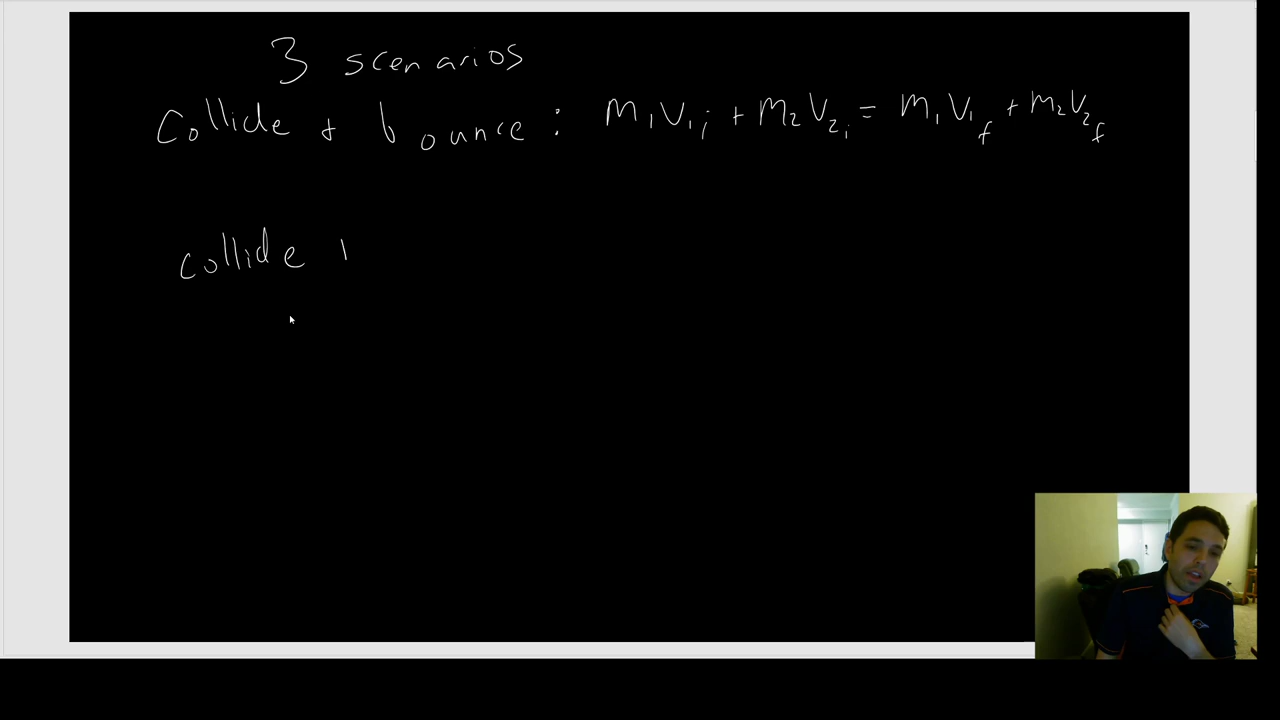 3 scenarios
Collide + bounce: m₁v₁ᵢ + m₂v₂ᵢ = m₁v₁f + m₂v₂f
collide